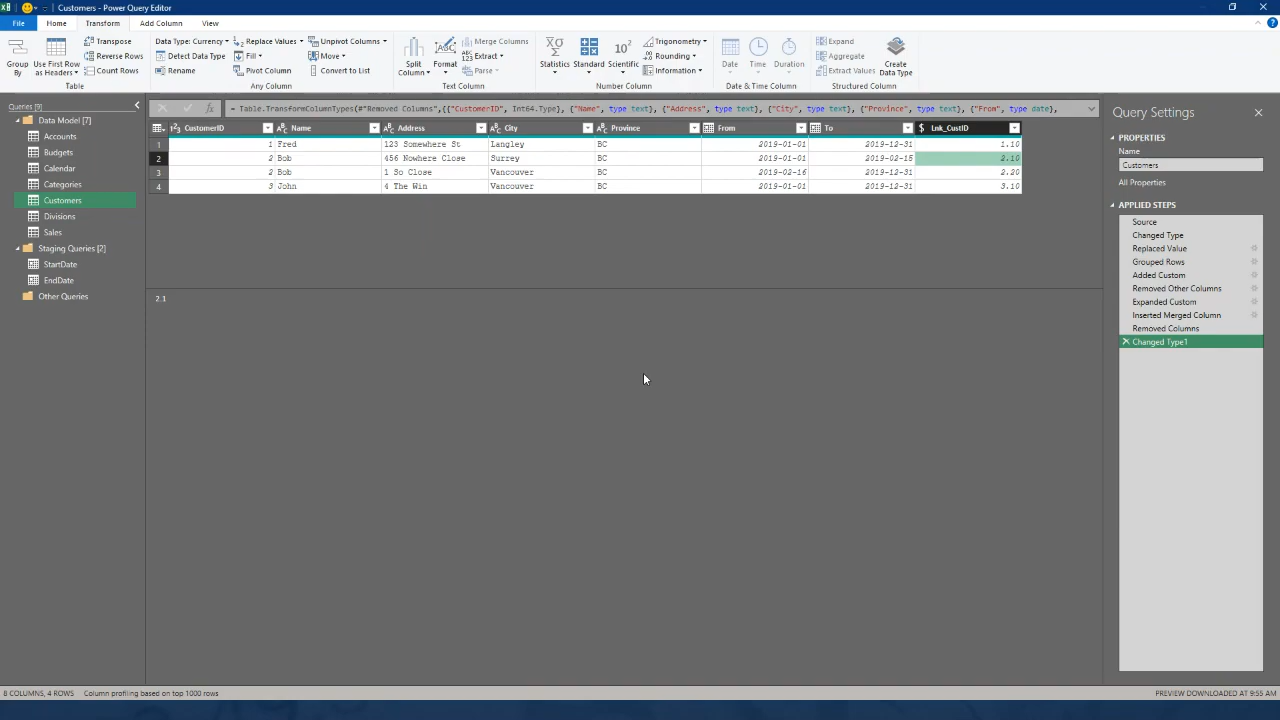 Customers - Power Query Editor
File Home Transform Add Column View
Group By
Use First Row as Headers
Transpose
Reverse Rows
Count Rows
Table
Data Type: Currency
Detect Data Type
Rename
Replace Values
Fill
Pivot Column
Unpivot Columns
Move
Convert to List
Any Column
Split Column
Format
Merge Columns
Extract
Parse
Text Column
Statistics
Standard
Scientific
Trigonometry
Rounding
Information
Number Column
Date
Time
Duration
Date & Time Column
Expand
Aggregate
Extract Values
Create Data Type
Structured Column
Queries [9]
Data Model [7]
Accounts
Budgets
Calendar
Categories
Customers
Divisions
Sales
Staging Queries [2]
StartDate
EndDate
Other Queries
= Table.TransformColumnTypes(#"Removed Columns",{{"CustomerID", Int64.Type}, {"Name", type text}, {"Address", type text}, {"City", type text}, {"Province", type text}, {"From", type date},
CustomerID Name Address City Province From To Lnk_CustID
1 1 Fred 123 Somewhere St Langley BC 2019-01-01 2019-12-31 1.10
2 2 Bob 456 Nowhere Close Surrey BC 2019-01-01 2019-02-15 2.10
3 2 Bob 1 So Close Vancouver BC 2019-02-16 2019-12-31 2.20
4 3 John 4 The Win Vancouver BC 2019-01-01 2019-12-31 3.10
2.1
Query Settings
PROPERTIES
Name
Customers
All Properties
APPLIED STEPS
Source
Changed Type
Replaced Value
Grouped Rows
Added Custom
Removed Other Columns
Expanded Custom
Inserted Merged Column
Removed Columns
Changed Type1
8 COLUMNS, 4 ROWS Column profiling based on top 1000 rows
PREVIEW DOWNLOADED AT 9:55 AM